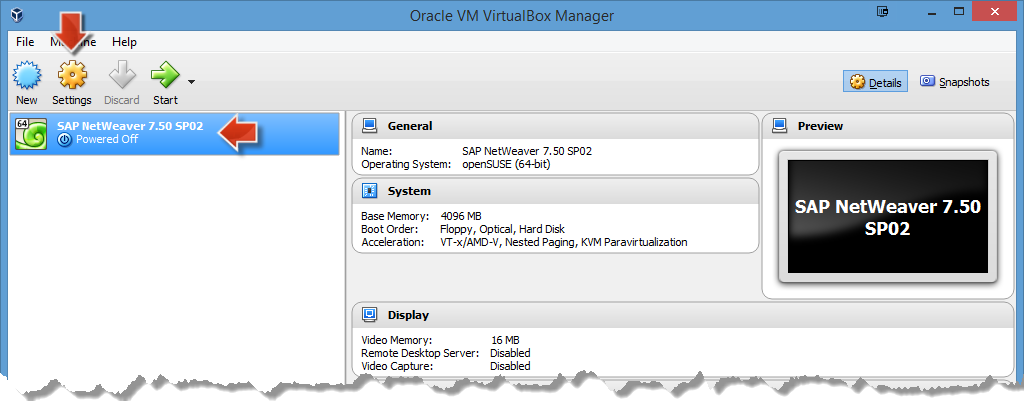 Oracle VM VirtualBox Manager
File M ne Help
New Settings Discard Start Details Snapshots
64 SAP NetWeaver 7.50 SP02
Powered Off
General
Name: SAP NetWeaver 7.50 SP02
Operating System: openSUSE (64-bit)
System
Base Memory: 4096 MB
Boot Order: Floppy, Optical, Hard Disk
Acceleration: VT-x/AMD-V, Nested Paging, KVM Paravirtualization
Display
Video Memory: 16 MB
Remote Desktop Server: Disabled
Video Capture: Disabled
Preview
SAP NetWeaver 7.50
SP02